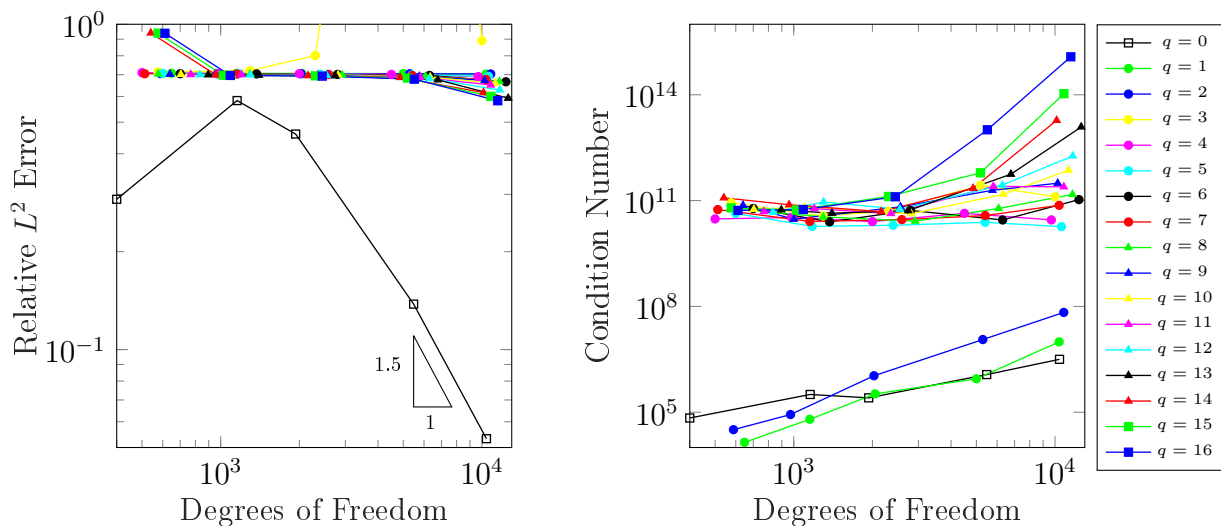 10^0
10^{-1}
Relative L^2 Error
1.5
1
10^3
10^4
Degrees of Freedom
10^{14}
10^{11}
10^8
10^5
Condition Number
10^3
10^4
Degrees of Freedom
q = 0
q = 1
q = 2
q = 3
q = 4
q = 5
q = 6
q = 7
q = 8
q = 9
q = 10
q = 11
q = 12
q = 13
q = 14
q = 15
q = 16